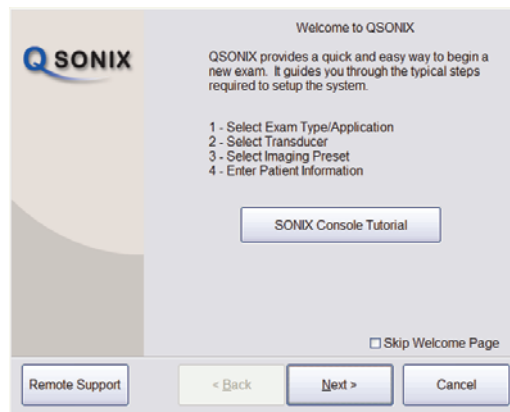 Welcome to QSONIX
Q SONIX
QSONIX provides a quick and easy way to begin a
new exam. It guides you through the typical steps
required to setup the system.
1 - Select Exam Type/Application
2 - Select Transducer
3 - Select Imaging Preset
4 - Enter Patient Information
SONIX Console Tutorial
Skip Welcome Page
Remote Support
< Back
Next >
Cancel